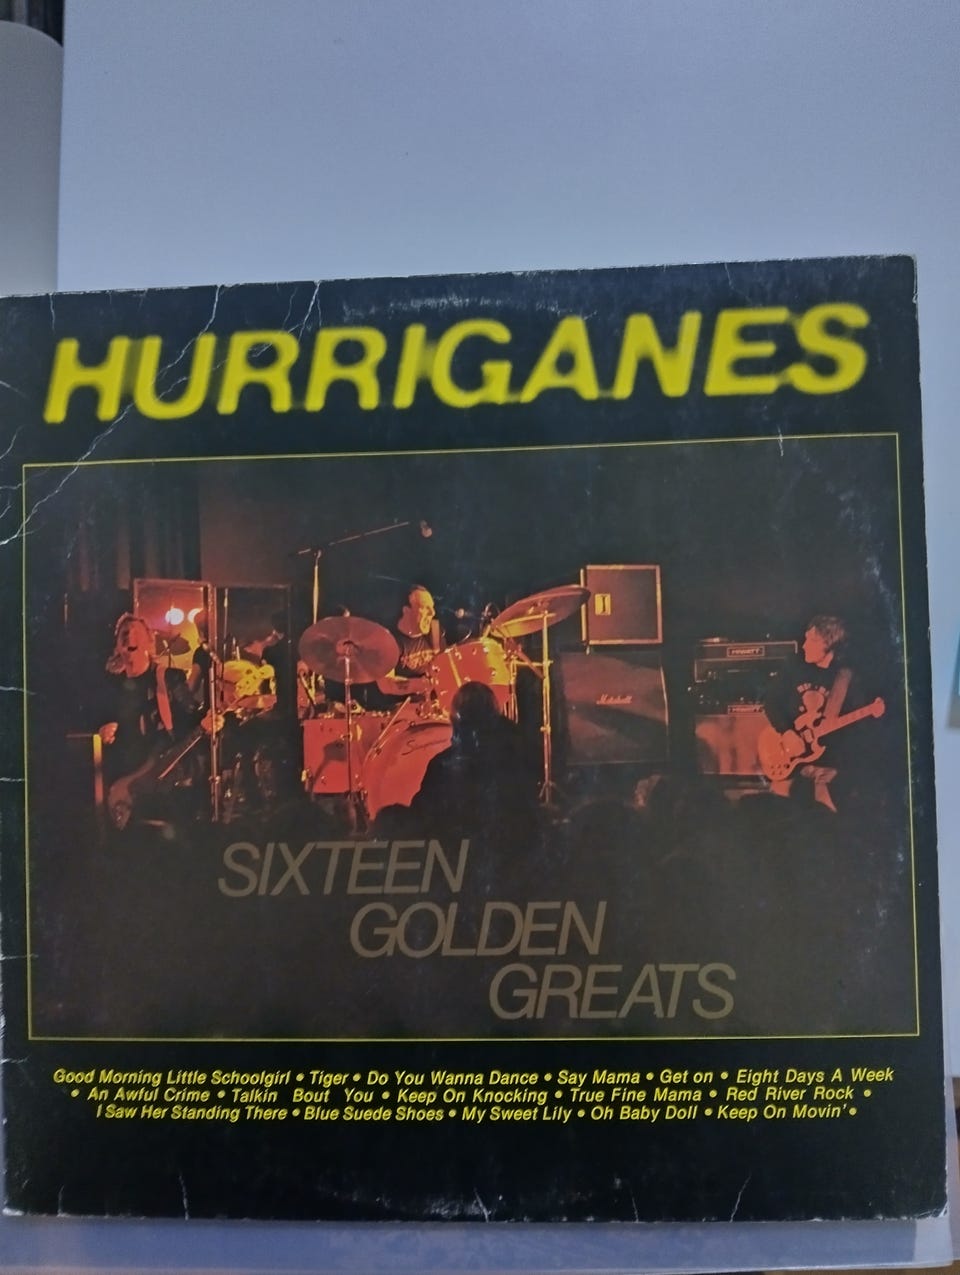 HURRIGANES
HIWATT
Marshall
SIXTEEN
GOLDEN
GREATS
Good Morning Little Schoolgirl • Tiger • Do You Wanna Dance • Say Mama • Get on • Eight Days A Week
• An Awful Crime • Talkin Bout You • Keep On Knocking • True Fine Mama • Red River Rock •
I Saw Her Standing There • Blue Suede Shoes • My Sweet Lily • Oh Baby Doll • Keep On Movin' •